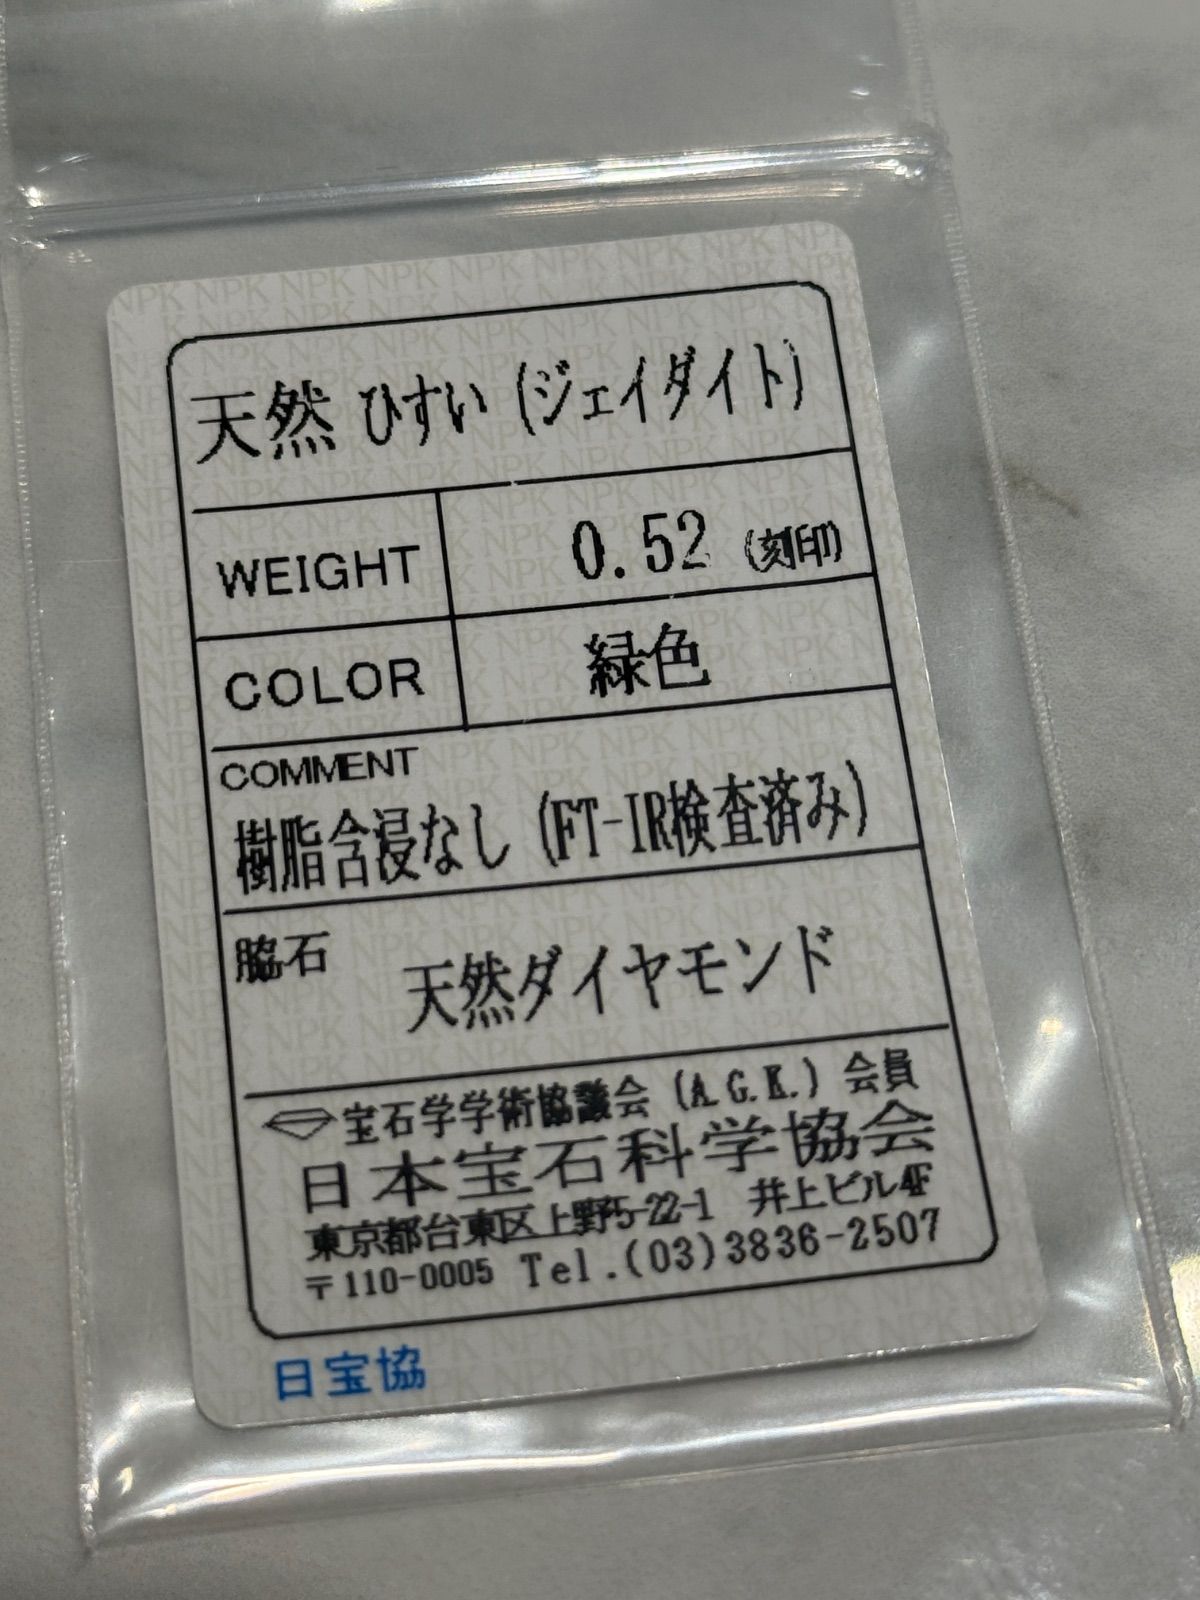 天然 ひすい (ジェイダイト)
WEIGHT 0.52 (刻印)
COLOR 緑色
COMMENT
樹脂含浸なし (FT-IR検査済み)
脇石 天然ダイヤモンド
宝石学学術協議会 (A.G.K.) 会員
日本宝石科学協会
東京都台東区上野5-22-1 井上ビル4F
〒110-0005 Tel.(03)3836-2507
日宝協